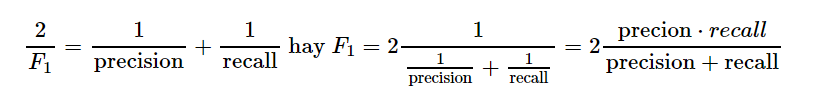 2/F₁ = 1/precision + 1/recall hay F₁ = 2 1/(1/precision + 1/recall) = 2 (precion · recall)/(precision + recall)